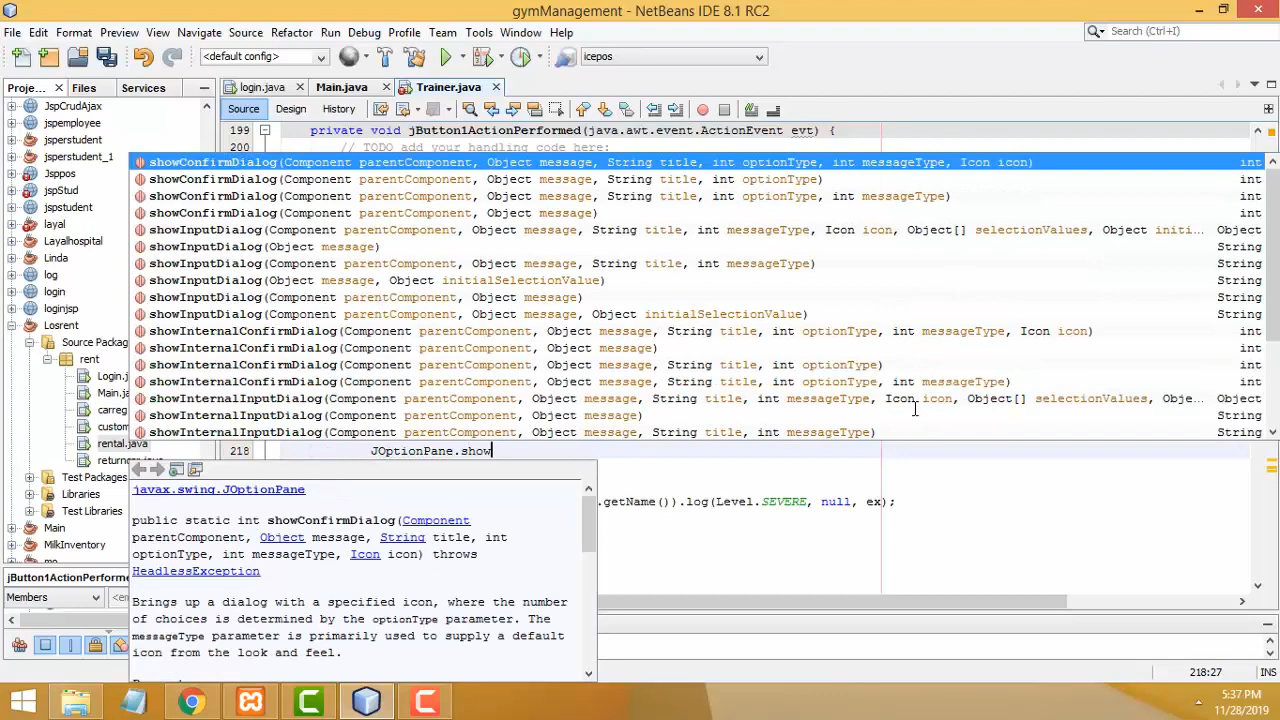 gymManagement - NetBeans IDE 8.1 RC2
File Edit Format Preview View Navigate Source Refactor Run Debug Profile Team Tools Window Help
Search (Ctrl+I)
<default config>
icepos
Proje... Files Services
login.java
Main.java
Trainer.java
Source Design History
JspCrudAjax
jspemployee
jsperstudent
jsperstudent_1
Jsppos
jspStud
jspstudent
layal
Layalhospital
Linda
log
login
loginjsp
Losrent
Source Packag
rent
Login.j
Main.ja
carreg
custom
rental.java
returncar.java
Test Packages
Libraries
Test Libraries
Main
MilkInventory
199 private void jButton1ActionPerformed(java.awt.event.ActionEvent evt) {
200 // TODO add your handling code here:
showConfirmDialog(Component parentComponent, Object message, String title, int optionType, int messageType, Icon icon) int
showConfirmDialog(Component parentComponent, Object message, String title, int optionType) int
showConfirmDialog(Component parentComponent, Object message, String title, int optionType, int messageType) int
showConfirmDialog(Component parentComponent, Object message) int
showInputDialog(Component parentComponent, Object message, String title, int messageType, Icon icon, Object[] selectionValues, Object initi... Object
showInputDialog(Object message) String
showInputDialog(Component parentComponent, Object message, String title, int messageType) String
showInputDialog(Object message, Object initialSelectionValue) String
showInputDialog(Component parentComponent, Object message) String
showInputDialog(Component parentComponent, Object message, Object initialSelectionValue) String
showInternalConfirmDialog(Component parentComponent, Object message, String title, int optionType, int messageType, Icon icon) int
showInternalConfirmDialog(Component parentComponent, Object message) int
showInternalConfirmDialog(Component parentComponent, Object message, String title, int optionType) int
showInternalConfirmDialog(Component parentComponent, Object message, String title, int optionType, int messageType) int
showInternalInputDialog(Component parentComponent, Object message, String title, int messageType, Icon icon, Object[] selectionValues, Obje... Object
showInternalInputDialog(Component parentComponent, Object message) String
showInternalInputDialog(Component parentComponent, Object message, String title, int messageType) String
218 JOptionPane.show
.getName()).log(Level.SEVERE, null, ex);
javax.swing.JOptionPane
public static int showConfirmDialog(Component
parentComponent, Object message, String title, int
optionType, int messageType, Icon icon) throws
HeadlessException
Brings up a dialog with a specified icon, where the number
of choices is determined by the optionType parameter. The
messageType parameter is primarily used to supply a default
icon from the look and feel.
jButton1ActionPerforme
Members
218:27
INS
5:37 PM
11/28/2019